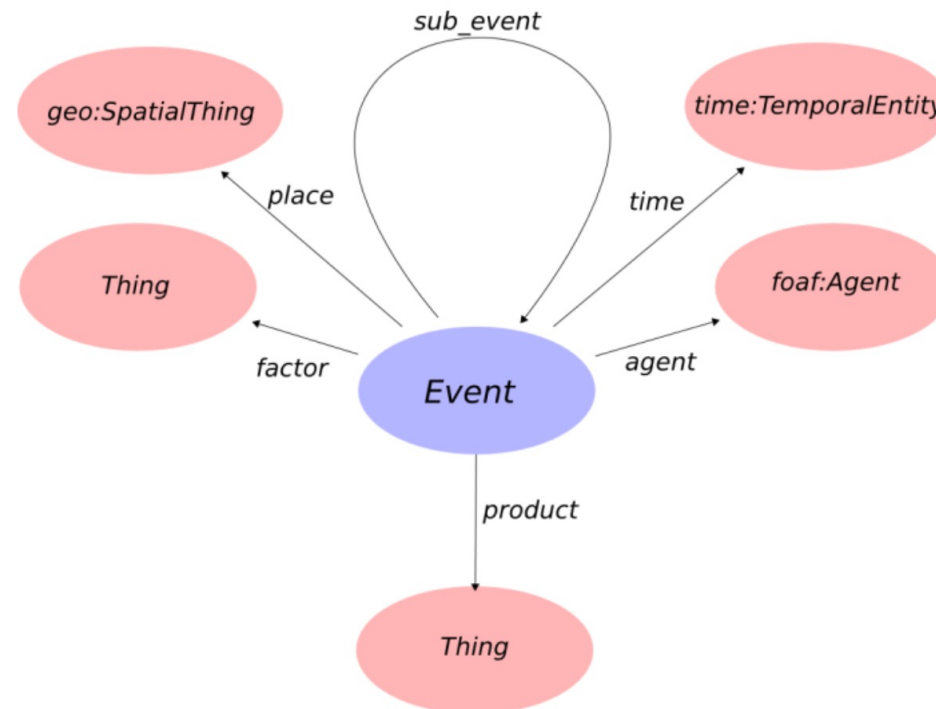 sub_event
geo:SpatialThing
time:TemporalEntity
place
time
Thing
foaf:Agent
factor
agent
Event
product
Thing